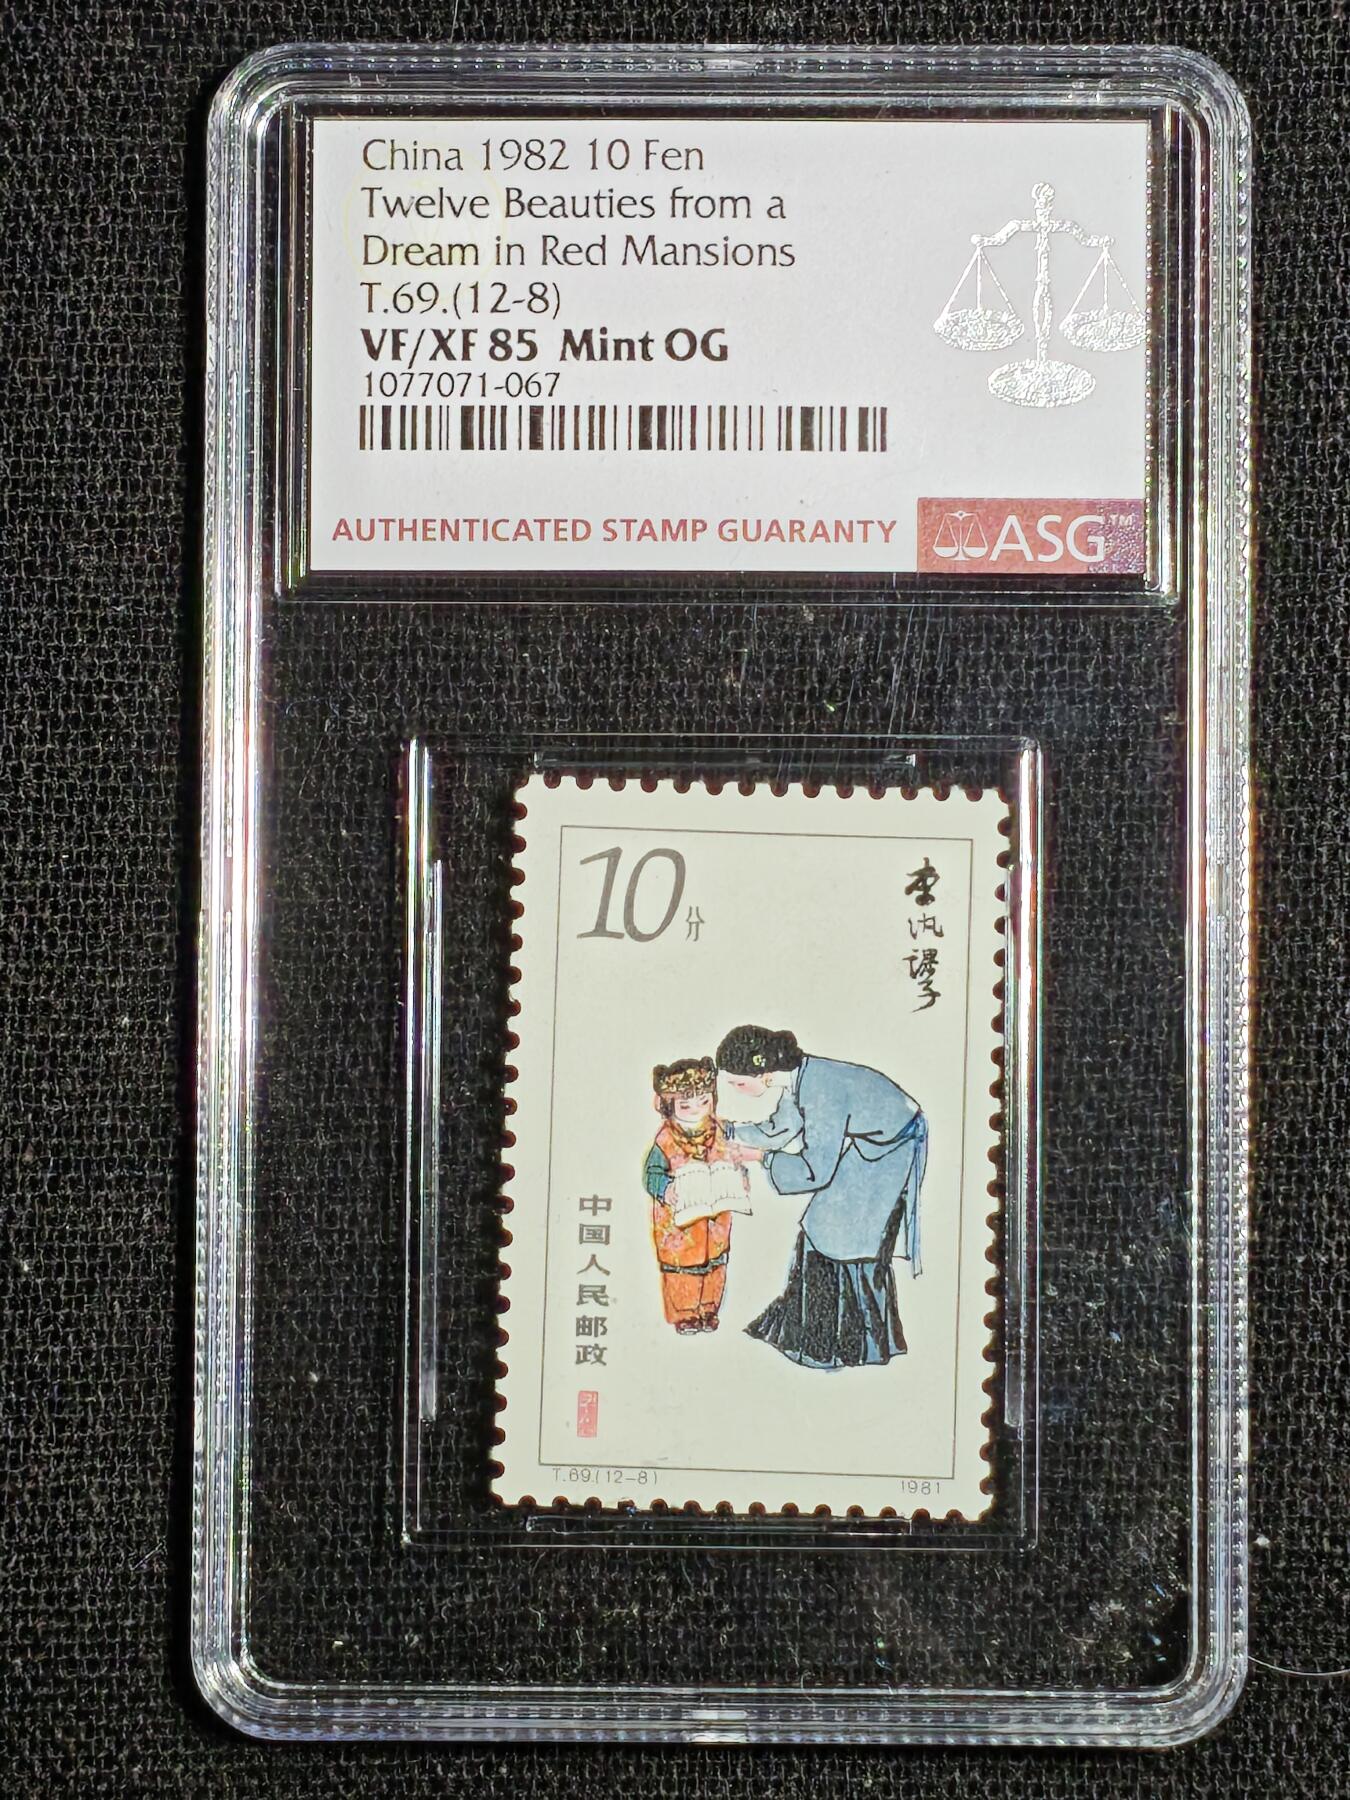 China 1982 10 Fen
Twelve Beauties from a
Dream in Red Mansions
T.69.(12-8)
VF/XF 85 Mint OG
1077071-067
AUTHENTICATED STAMP GUARANTY
ASG™
10分
李纨课子
中国人民邮政
T.69.(12-8)
1981